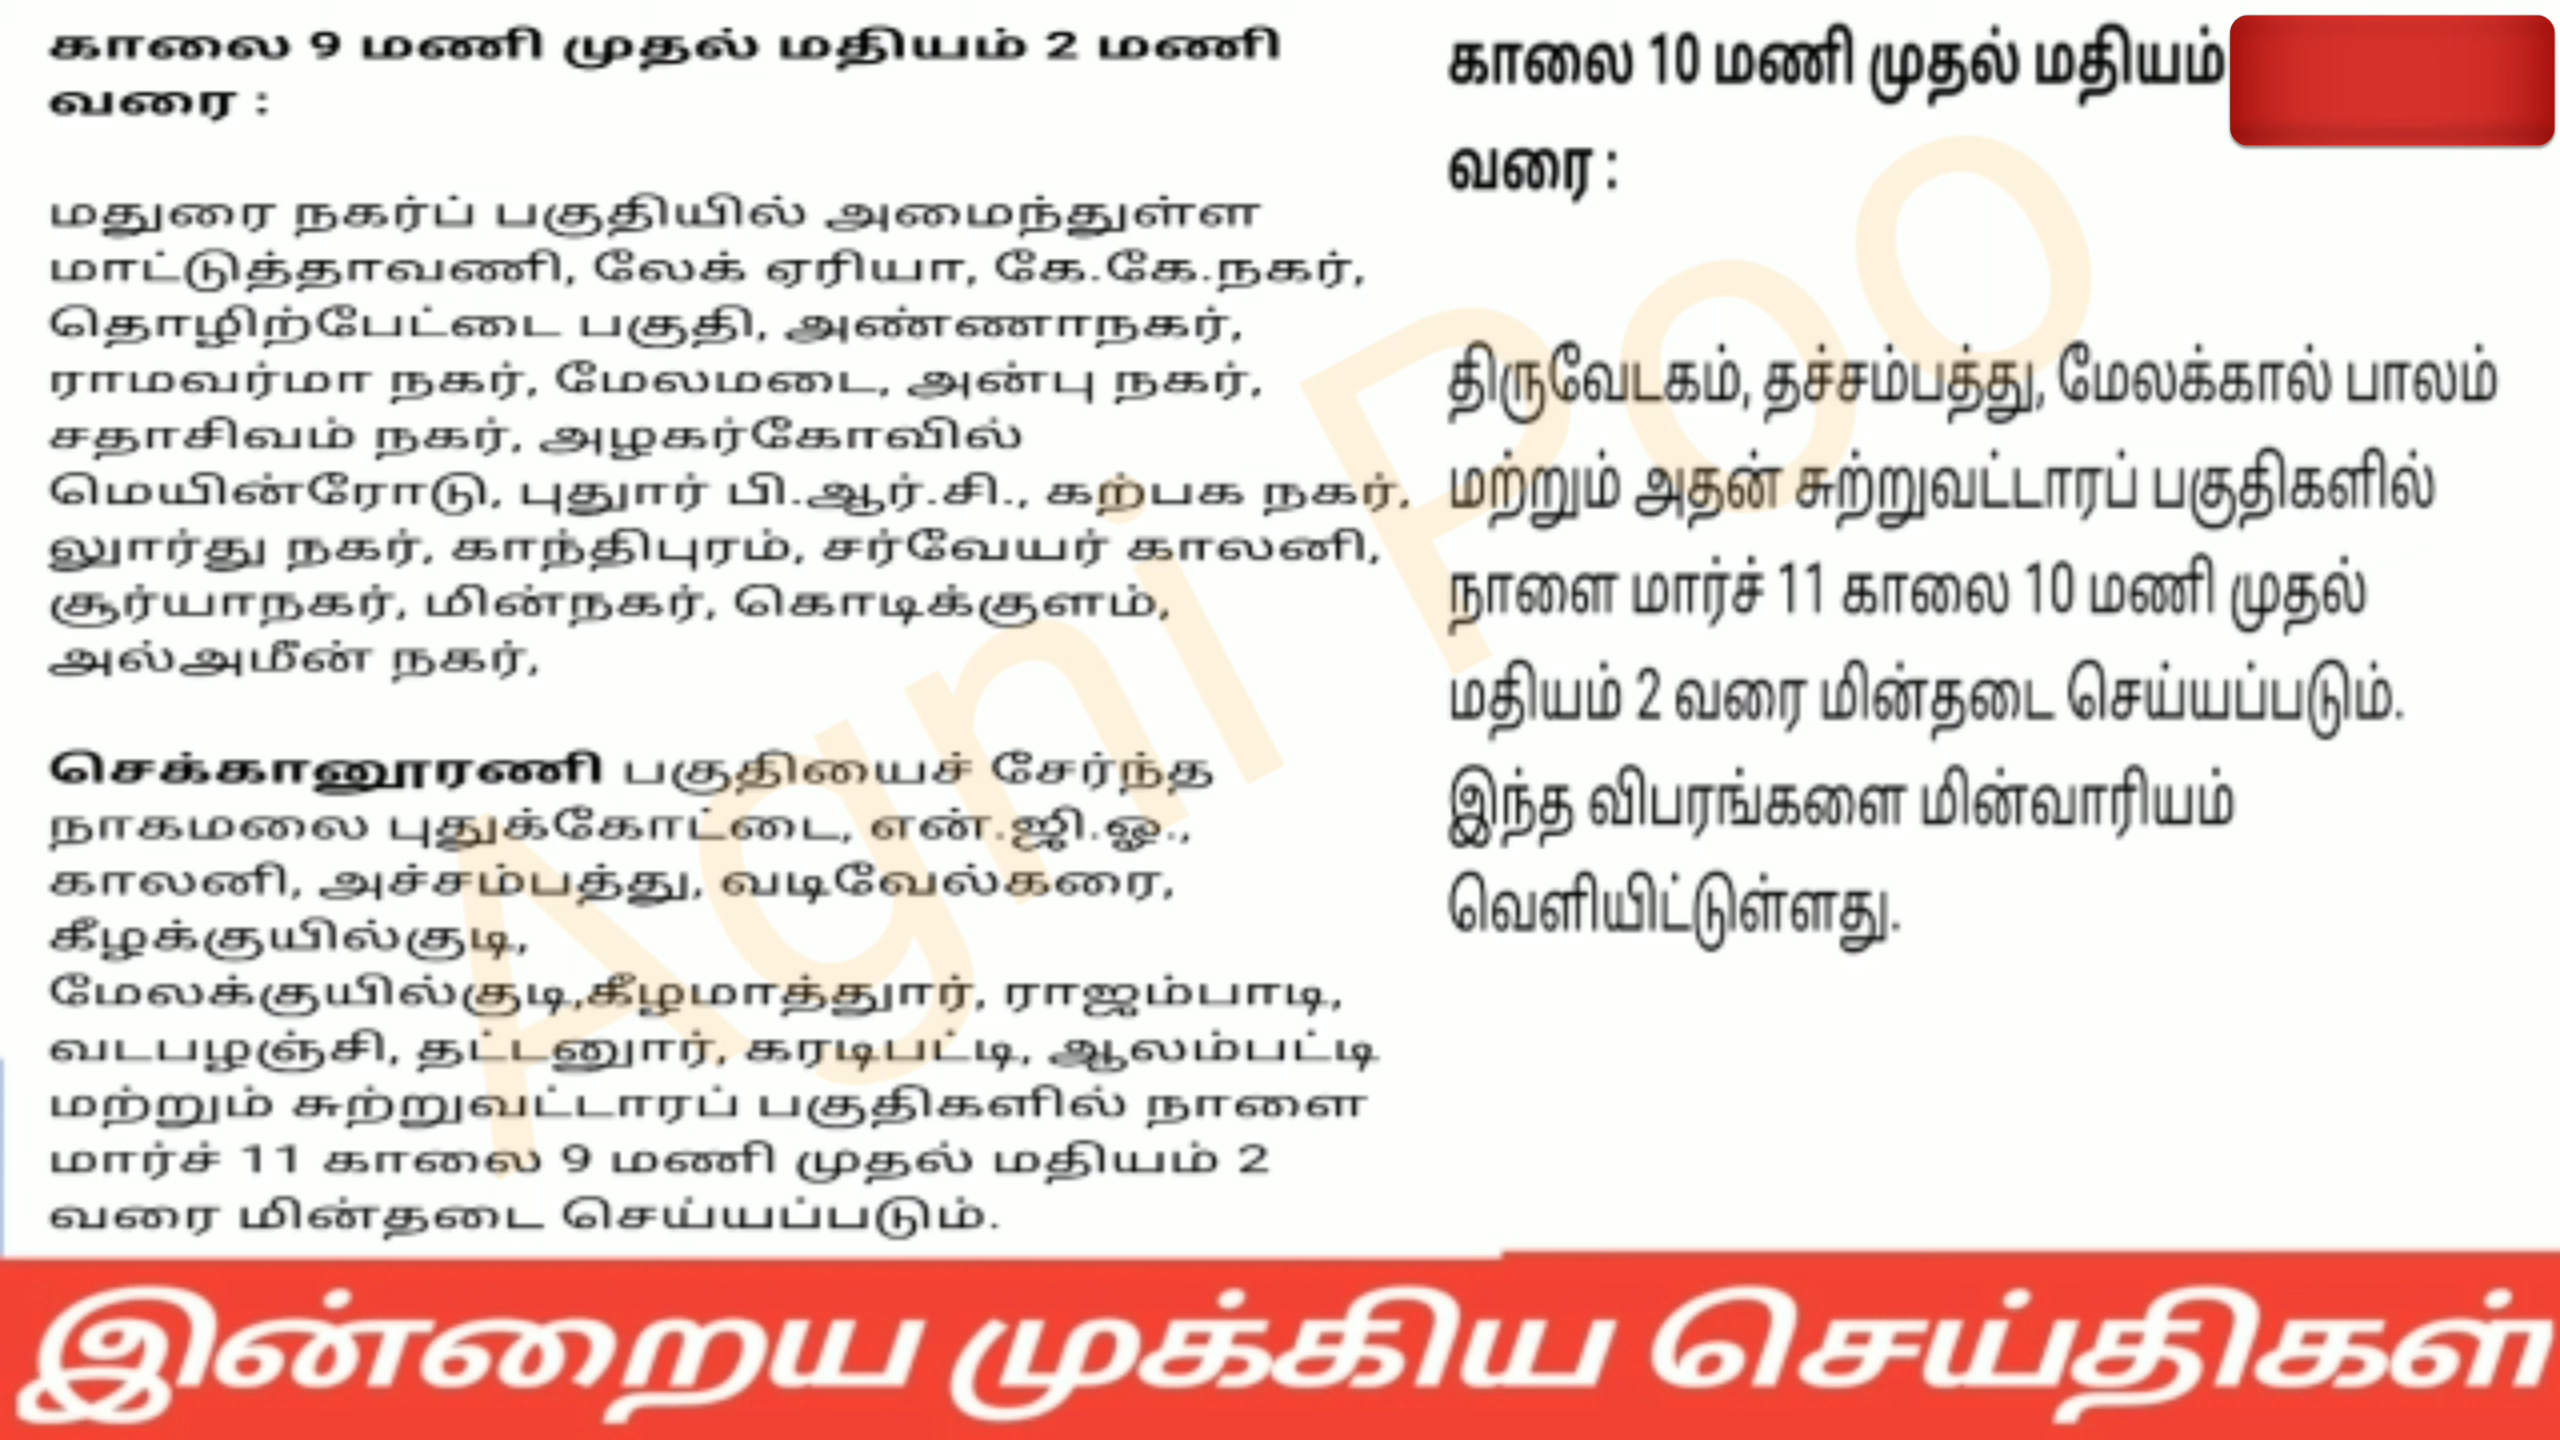 காலை 9 மணி முதல் மதியம் 2 மணி
வரை :
மதுரை நகர்ப் பகுதியில் அமைந்துள்ள
மாட்டுத்தாவணி, லேக் ஏரியா, கே.கே.நகர்,
தொழிற்பேட்டை பகுதி, அண்ணாநகர்,
ராமவர்மா நகர், மேலமடை, அன்பு நகர்,
சதாசிவம் நகர், அழகர்கோவில்
மெயின்ரோடு, புதுார் பி.ஆர்.சி., கற்பக நகர்,
லுார்து நகர், காந்திபுரம், சர்வேயர் காலனி,
சூர்யாநகர், மின்நகர், கொடிக்குளம்,
அல்அமீன் நகர்,
செக்கானூரணி பகுதியைச் சேர்ந்த
நாகமலை புதுக்கோட்டை, என்.ஜி.ஓ.,
காலனி, அச்சம்பத்து, வடிவேல்கரை,
கீழக்குயில்குடி,
மேலக்குயில்குடி,கீழமாத்துார், ராஜம்பாடி,
வடபழஞ்சி, தட்டனுார், கரடிபட்டி, ஆலம்பட்டி
மற்றும் சுற்றுவட்டாரப் பகுதிகளில் நாளை
மார்ச் 11 காலை 9 மணி முதல் மதியம் 2
வரை மின்தடை செய்யப்படும்.
காலை 10 மணி முதல் மதியம்
வரை :
திருவேடகம், தச்சம்பத்து, மேலக்கால் பாலம்
மற்றும் அதன் சுற்றுவட்டாரப் பகுதிகளில்
நாளை மார்ச் 11 காலை 10 மணி முதல்
மதியம் 2 வரை மின்தடை செய்யப்படும்.
இந்த விபரங்களை மின்வாரியம்
வெளியிட்டுள்ளது.
Agni Poo
இன்றைய முக்கிய செய்திகள்